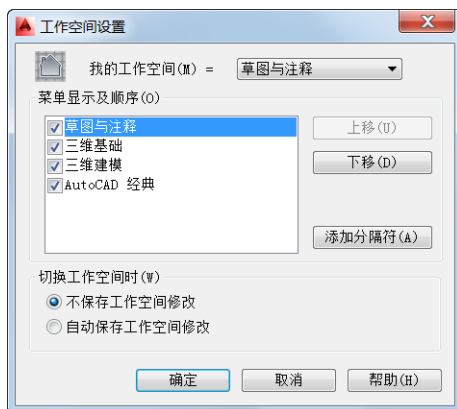 工作空间设置
我的工作空间(M) = 草图与注释
菜单显示及顺序(O)
草图与注释 上移(U)
三维基础
三维建模 下移(D)
AutoCAD 经典
添加分隔符(A)
切换工作空间时(W)
不保存工作空间修改
自动保存工作空间修改
确定 取消 帮助(H)